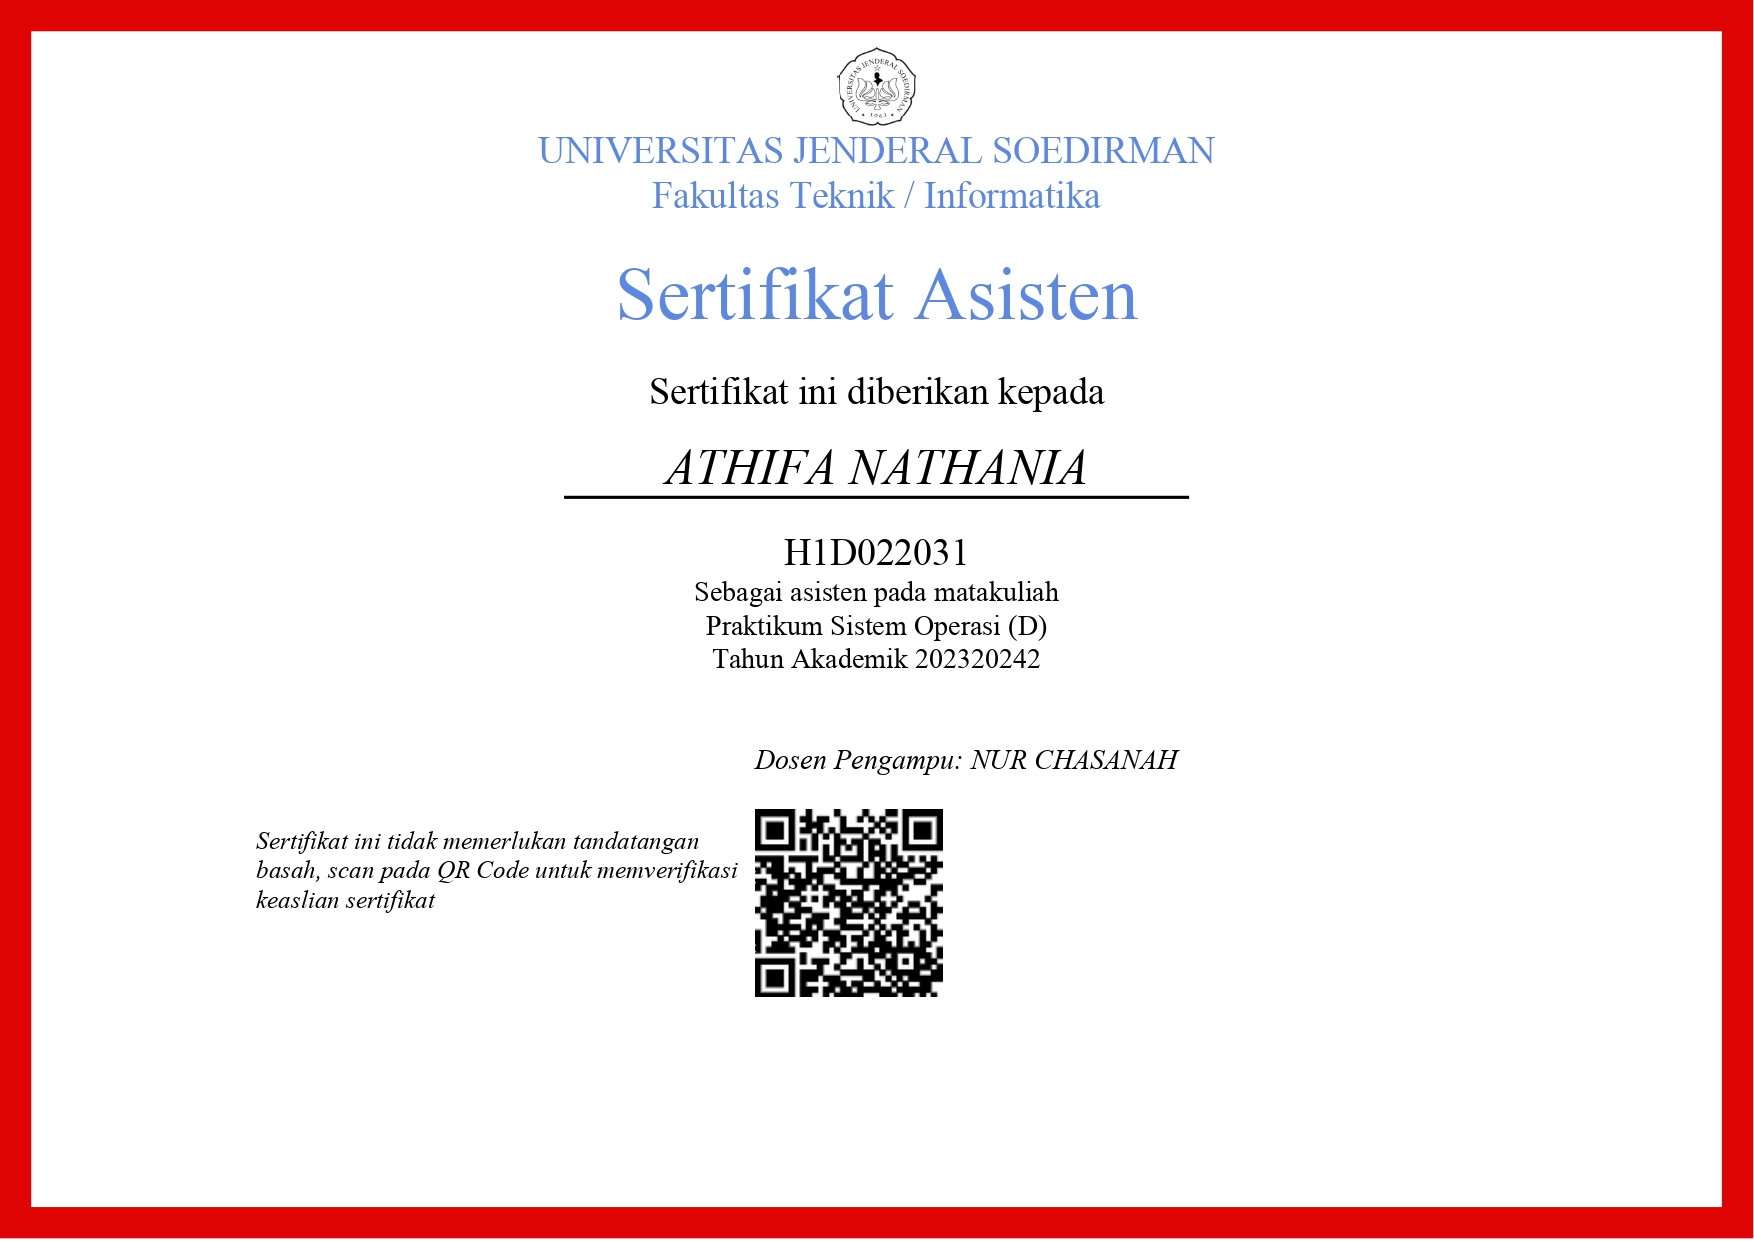 UNIVERSITAS JENDERAL SOEDIRMAN
1963
UNIVERSITAS JENDERAL SOEDIRMAN
Fakultas Teknik / Informatika
Sertifikat Asisten
Sertifikat ini diberikan kepada
ATHIFA NATHANIA
H1D022031
Sebagai asisten pada matakuliah
Praktikum Sistem Operasi (D)
Tahun Akademik 202320242
Dosen Pengampu: NUR CHASANAH
Sertifikat ini tidak memerlukan tandatangan
basah, scan pada QR Code untuk memverifikasi
keaslian sertifikat